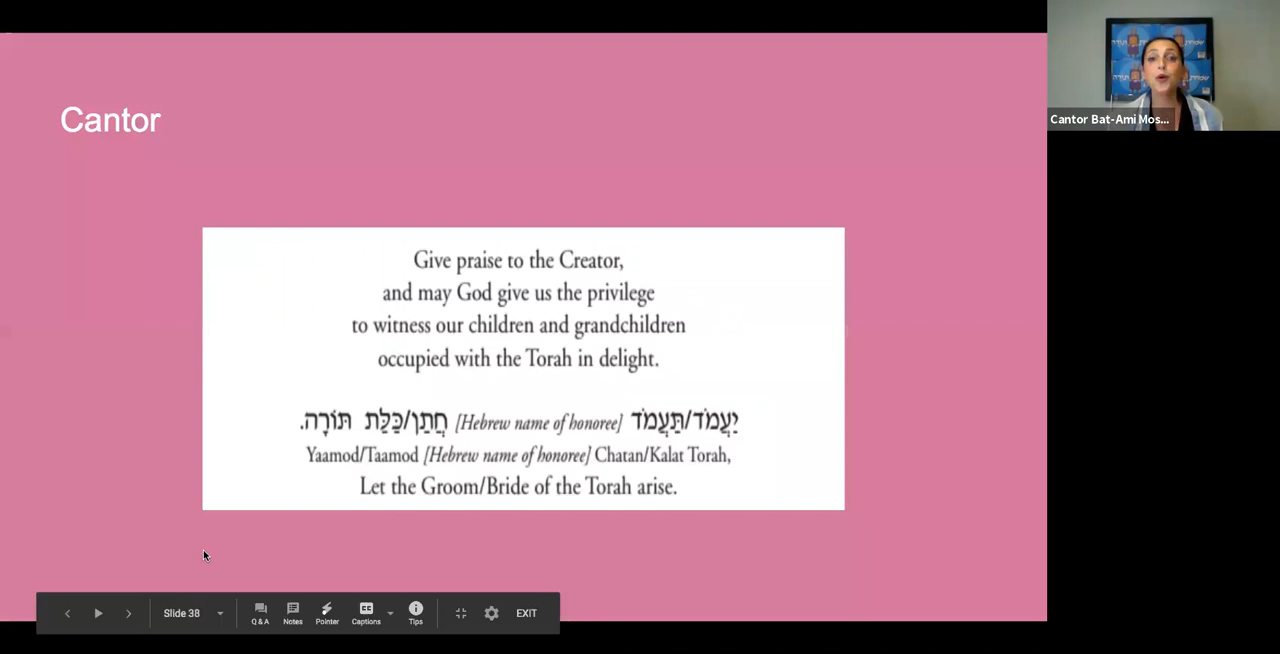 Cantor
Give praise to the Creator,
and may God give us the privilege
to witness our children and grandchildren
occupied with the Torah in delight.
יַעֲמֹד/תַּעֲמֹד [Hebrew name of honoree] חֲתַן/כַּלַּת תּוֹרָה.
Yaamod/Taamod [Hebrew name of honoree] Chatan/Kalat Torah,
Let the Groom/Bride of the Torah arise.
Cantor Bat-Ami Mos...
Slide 38
Q & A
Notes
Pointer
Captions
Tips
EXIT